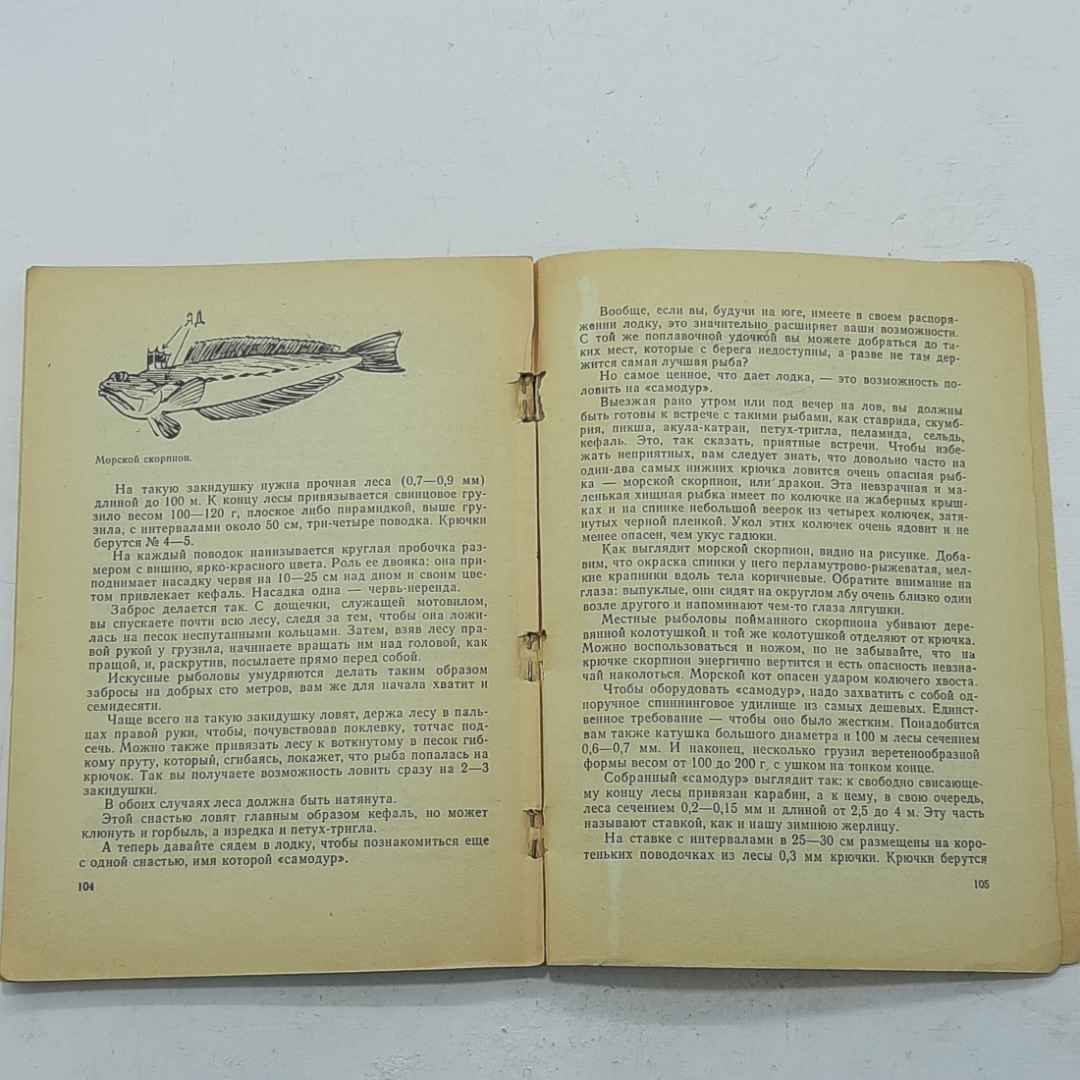 ЯД
Морской скорпион.
На такую закидушку нужна прочная леса (0,7—0,9 мм)
длиной до 100 м. К концу лесы привязывается свинцовое гру-
зило весом 100—120 г, плоское либо пирамидкой, выше гру-
зила, с интервалами около 50 см, три-четыре поводка. Крючки
берутся № 4—5.
На каждый поводок нанизывается круглая пробочка раз-
мером с вишню, ярко-красного цвета. Роль ее двояка: она при-
поднимает насадку червя на 10—25 см над дном и своим цве-
том привлекает кефаль. Насадка одна — червь-нереида.
Заброс делается так. С дощечки, служащей мотовилом,
вы спускаете почти всю лесу, следя за тем, чтобы она ложи-
лась на песок неспутанными кольцами. Затем, взяв лесу пра-
вой рукой у грузила, начинаете вращать им над головой, как
пращой, и, раскрутив, посылаете прямо перед собой.
Искусные рыболовы умудряются делать таким образом
забросы на добрых сто метров, вам же для начала хватит и
семидесяти.
Чаще всего на такую закидушку ловят, держа лесу в паль-
цах правой руки, чтобы, почувствовав поклевку, тотчас под-
сечь. Можно также привязать лесу к воткнутому в песок гиб-
кому пруту, который, сгибаясь, покажет, что рыба попалась на
крючок. Так вы получаете возможность ловить сразу на 2—3
закидушки.
В обоих случаях леса должна быть натянута.
Этой снастью ловят главным образом кефаль, но может
клюнуть и горбыль, а изредка и петух-тригла.
А теперь давайте сядем в лодку, чтобы познакомиться еще
с одной снастью, имя которой «самодур».
104
Вообще, если вы, будучи на юге, имеете в своем распоря-
жении лодку, это значительно расширяет ваши возможности.
С той же поплавочной удочкой вы можете добраться до та-
ких мест, которые с берега недоступны, а разве не там дер-
жится самая лучшая рыба?
Но самое ценное, что дает лодка, — это возможность по-
ловить на «самодур».
Выезжая рано утром или под вечер на лов, вы должны
быть готовы к встрече с такими рыбами, как ставрида, скумб-
рия, пикша, акула-катран, петух-тригла, пеламида, сельдь,
кефаль. Это, так сказать, приятные встречи. Чтобы избе-
жать неприятных, вам следует знать, что довольно часто на
один-два самых нижних крючка ловится очень опасная рыб-
ка — морской скорпион, или дракон. Эта невзрачная и ма-
ленькая хищная рыбка имеет по колючке на жаберных крыш-
ках и на спинке небольшой веерок из четырех колючек, затя-
нутых черной пленкой. Укол этих колючек очень ядовит и не
менее опасен, чем укус гадюки.
Как выглядит морской скорпион, видно на рисунке. Доба-
вим, что окраска спинки у него перламутрово-рыжеватая, мел-
кие крапинки вдоль тела коричневые. Обратите внимание на
глаза: выпуклые, они сидят на округлом лбу очень близко один
возле другого и напоминают чем-то глаза лягушки.
Местные рыболовы пойманного скорпиона убивают дере-
вянной колотушкой и той же колотушкой отделяют от крючка.
Можно воспользоваться и ножом, но не забывайте, что на
крючке скорпион энергично вертится и есть опасность невзна-
чай наколоться. Морской кот опасен ударом колючего хвоста.
Чтобы оборудовать «самодур», надо захватить с собой од-
норучное спиннинговое удилище из самых дешевых. Единст-
венное требование — чтобы оно было жестким. Понадобится
вам также катушка большого диаметра и 100 м лесы сечением
0,6—0,7 мм. И наконец, несколько грузил веретенообразной
формы весом от 100 до 200 г, с ушком на тонком конце.
Собранный «самодур» выглядит так: к свободно свисающе-
му концу лесы привязан карабин, а к нему, в свою очередь,
леса сечением 0,2—0,15 мм и длиной от 2,5 до 4 м. Эту часть
называют ставкой, как и нашу зимнюю жерлицу.
На ставке с интервалами в 25—30 см размещены на коро-
теньких поводочках из лесы 0,3 мм крючки. Крючки берутся
105